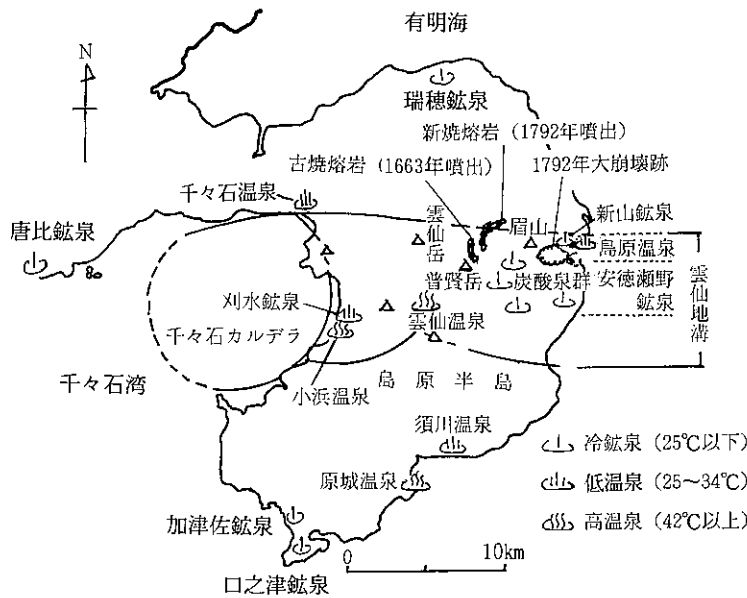 有明海
N
瑞穂鉱泉
新焼熔岩（1792年噴出）
古焼熔岩（1663年噴出）
1792年大崩壊跡
千々石温泉
雲仙岳
眉山
新山鉱泉
唐比鉱泉
島原温泉
普賢岳
炭酸泉群
安徳瀬野鉱泉
雲仙地溝
刈水鉱泉
千々石カルデラ
雲仙温泉
千々石湾
小浜温泉
島原半島
須川温泉
冷鉱泉（25℃以下）
原城温泉
低温泉（25〜34℃）
加津佐鉱泉
高温泉（42℃以上）
0 10km
口之津鉱泉